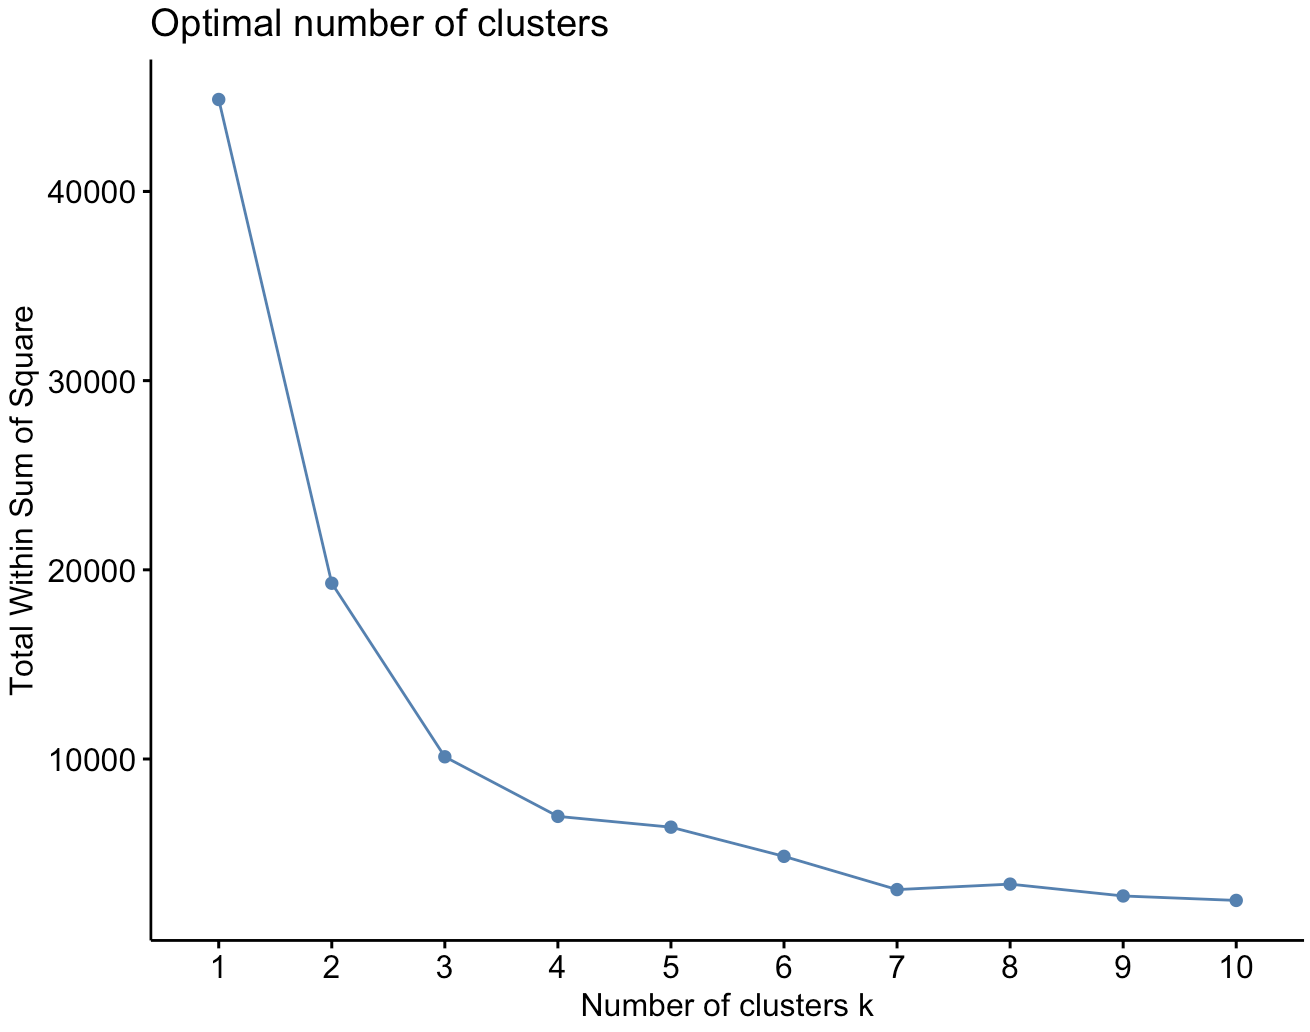 Optimal number of clusters
Total Within Sum of Square
40000
30000
20000
10000
1 2 3 4 5 6 7 8 9 10
Number of clusters k